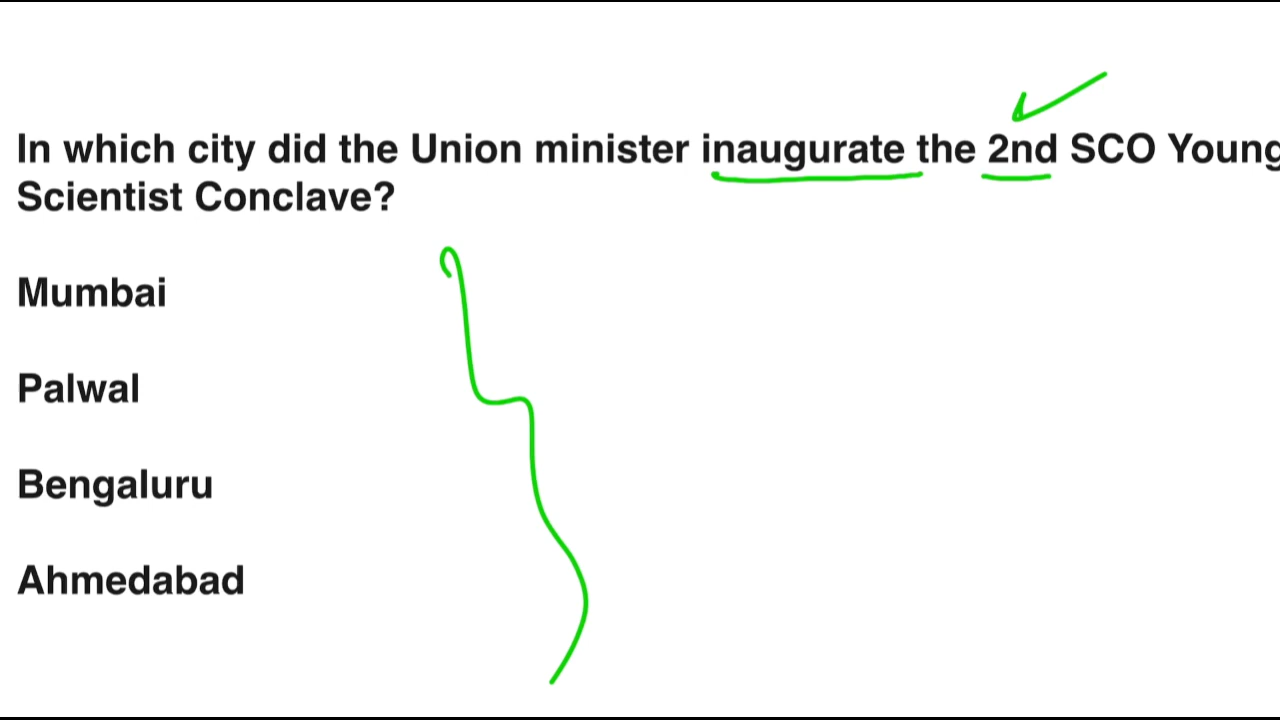 In which city did the Union minister inaugurate the 2nd SCO Young
Scientist Conclave?
Mumbai
Palwal
Bengaluru
Ahmedabad